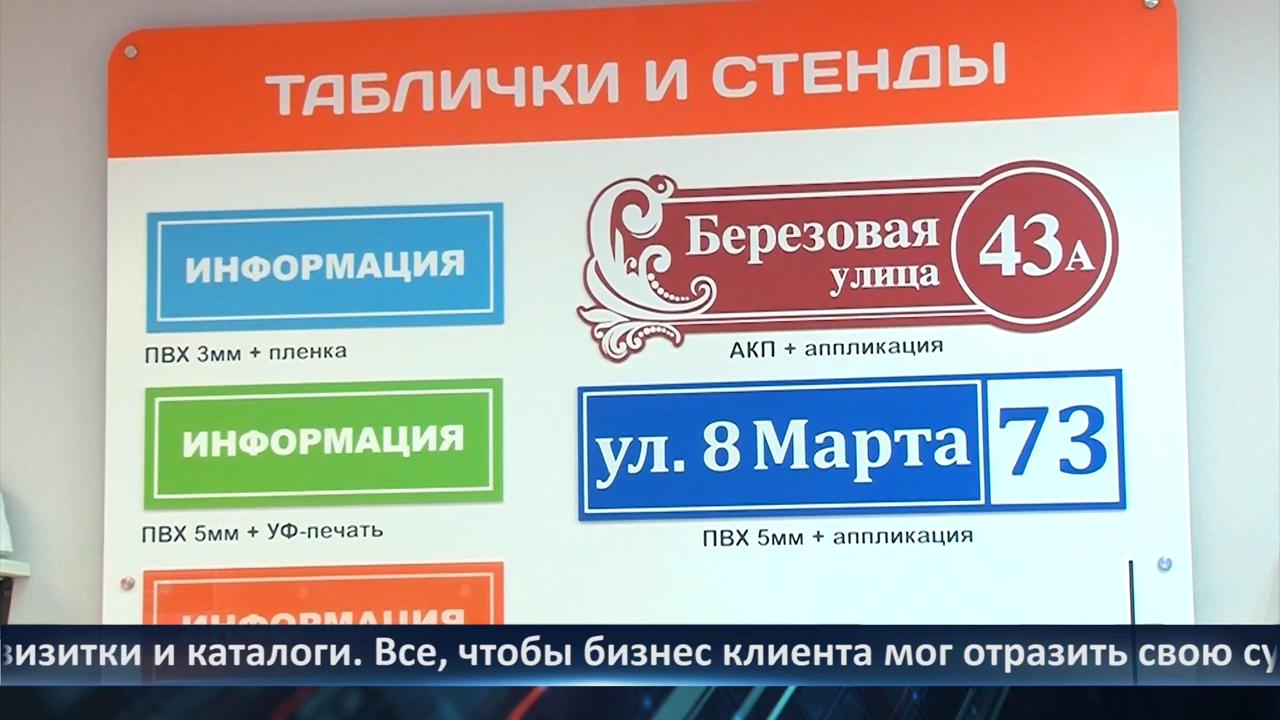 ТАБЛИЧКИ И СТЕНДЫ
ИНФОРМАЦИЯ
ПВХ 3мм + пленка
ИНФОРМАЦИЯ
ПВХ 5мм + УФ-печать
ИНФОРМАЦИЯ
Березовая
улица
43А
АКП + аппликация
ул. 8 Марта 73
ПВХ 5мм + аппликация
визитки и каталоги. Все, чтобы бизнес клиента мог отразить свою